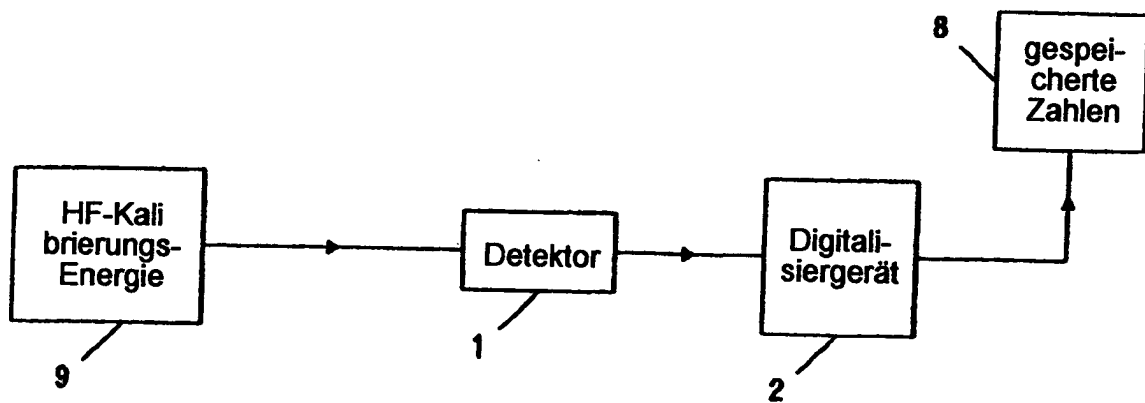 8
gespei-
cherte
Zahlen
HF-Kali
brierungs-
Energie
Detektor
Digitali-
siergerät
9
1
2